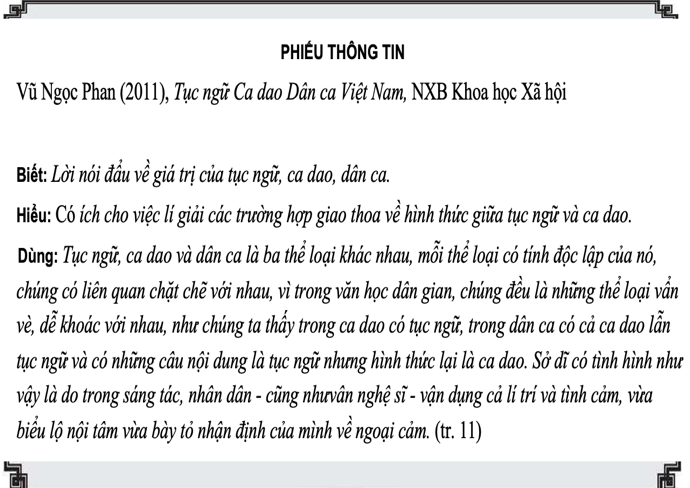 PHIẾU THÔNG TIN
Vũ Ngọc Phan (2011), Tục ngữ Ca dao Dân ca Việt Nam, NXB Khoa học Xã hội
Biết: Lời nói đầu về giá trị của tục ngữ, ca dao, dân ca.
Hiểu: Có ích cho việc lí giải các trường hợp giao thoa về hình thức giữa tục ngữ và ca dao.
Dùng: Tục ngữ, ca dao và dân ca là ba thể loại khác nhau, mỗi thể loại có tính độc lập của nó,
chúng có liên quan chặt chẽ với nhau, vì trong văn học dân gian, chúng đều là những thể loại vần
vè, dễ khoác với nhau, như chúng ta thấy trong ca dao có tục ngữ, trong dân ca có cả ca dao lẫn
tục ngữ và có những câu nội dung là tục ngữ nhưng hình thức lại là ca dao. Sở dĩ có tình hình như
vậy là do trong sáng tác, nhân dân - cũng nhưvăn nghệ sĩ - vận dụng cả lí trí và tình cảm, vừa
biểu lộ nội tâm vừa bày tỏ nhận định của mình về ngoại cảm. (tr. 11)